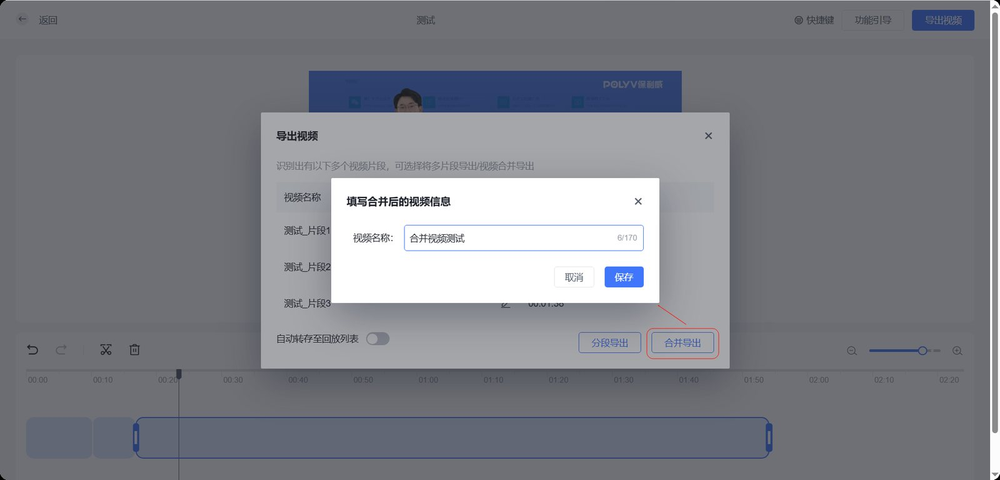 返回
测试
快捷键
功能引导
导出视频
POLYV保利威
导出视频
识别出有以下多个视频片段，可选择将多片段导出/视频合并导出
视频名称
测试_片段1
测试_片段2
测试_片段3
00:01:38
填写合并后的视频信息
视频名称：
合并视频测试
6/170
取消
保存
自动转存至回放列表
分段导出
合并导出
00:00
00:10
00:20
00:30
00:40
00:50
01:00
01:10
01:20
01:30
01:40
01:50
02:00
02:10
02:20